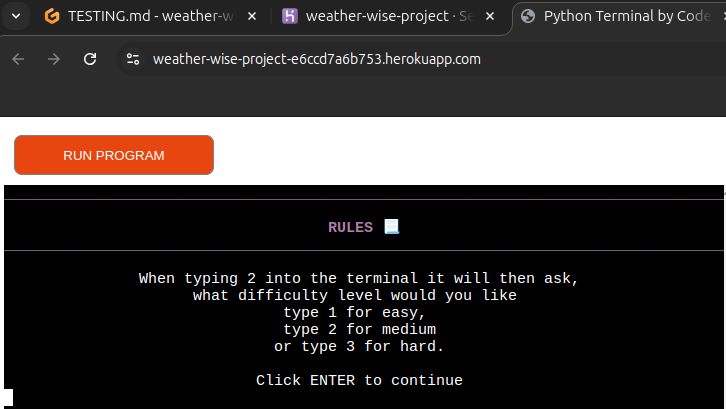 TESTING.md - weather-w
weather-wise-project · Se
Python Terminal by Code
weather-wise-project-e6ccd7a6b753.herokuapp.com
RUN PROGRAM
RULES 📃
When typing 2 into the terminal it will then ask,
what difficulty level would you like
type 1 for easy,
type 2 for medium
or type 3 for hard.
Click ENTER to continue